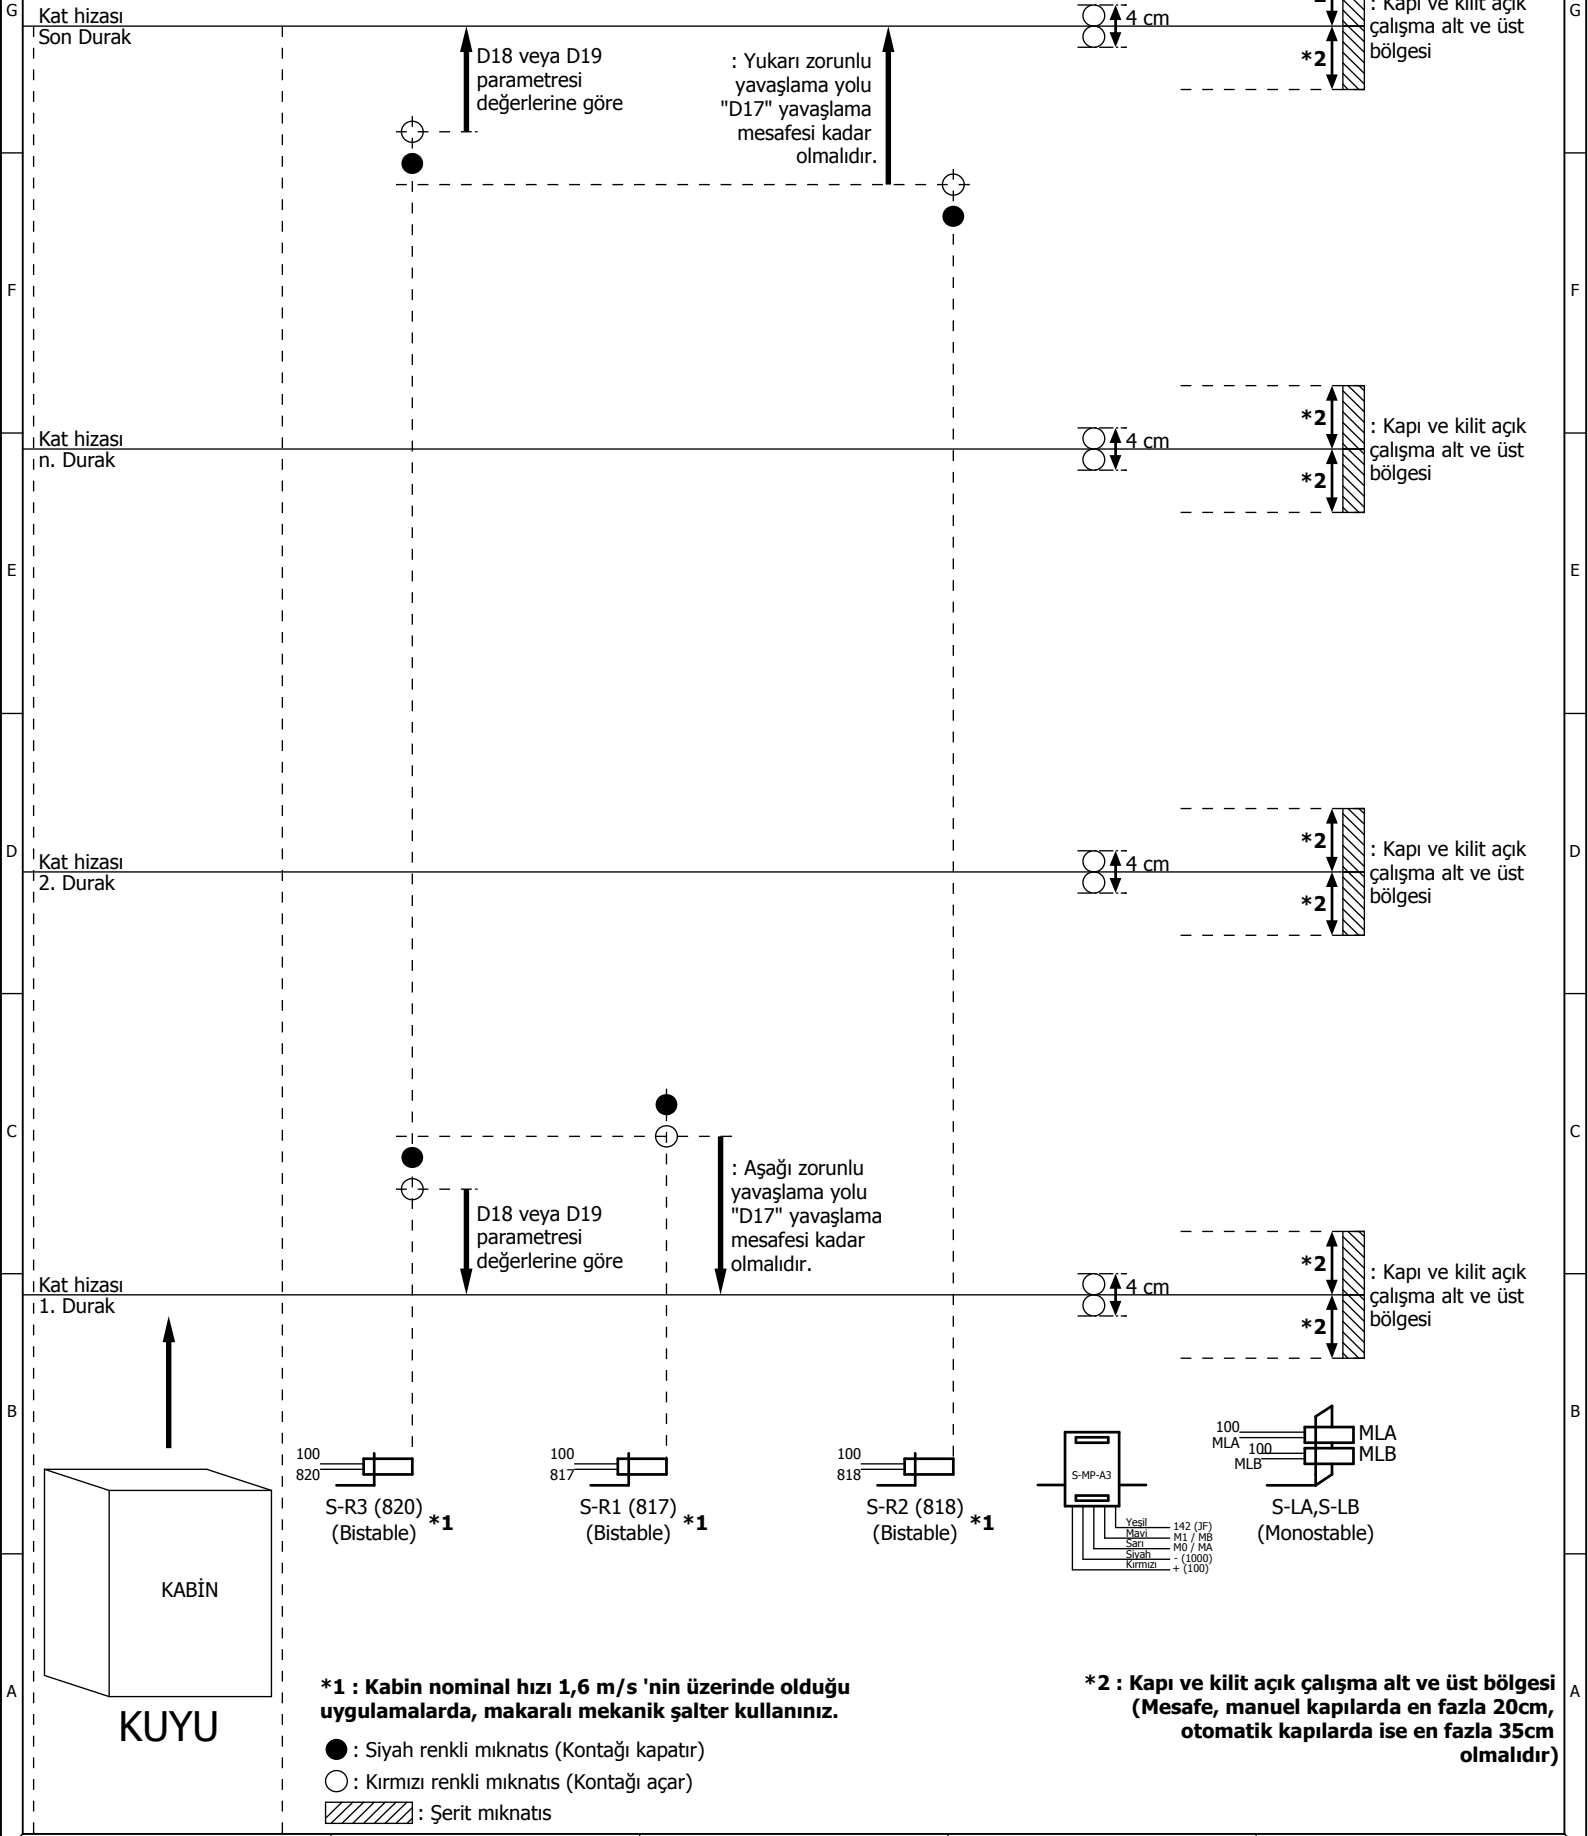 G
G
Kat hizası
Son Durak
4 cm
: Kapı ve kilit açık
çalışma alt ve üst
bölgesi
*2
D18 veya D19
parametresi
değerlerine göre
: Yukarı zorunlu
yavaşlama yolu
"D17" yavaşlama
mesafesi kadar
olmalıdır.
F
F
Kat hizası
n. Durak
4 cm
*2
*2
: Kapı ve kilit açık
çalışma alt ve üst
bölgesi
E
E
D
D
Kat hizası
2. Durak
4 cm
*2
*2
: Kapı ve kilit açık
çalışma alt ve üst
bölgesi
C
C
D18 veya D19
parametresi
değerlerine göre
: Aşağı zorunlu
yavaşlama yolu
"D17" yavaşlama
mesafesi kadar
olmalıdır.
Kat hizası
1. Durak
4 cm
*2
*2
: Kapı ve kilit açık
çalışma alt ve üst
bölgesi
B
B
100
820
S-R3 (820)
(Bistable)
*1
100
817
S-R1 (817)
(Bistable)
*1
100
818
S-R2 (818)
(Bistable)
*1
S-MP-A3
Yeşil 142 (JF)
Mavi M1 / MB
Sarı M0 / MA
Siyah - (1000)
Kırmızı + (100)
100
MLA
100
MLB
MLA
MLB
S-LA,S-LB
(Monostable)
KABİN
KUYU
A
A
*1 : Kabin nominal hızı 1,6 m/s 'nin üzerinde olduğu
uygulamalarda, makaralı mekanik şalter kullanınız.
: Siyah renkli mıknatıs (Kontağı kapatır)
: Kırmızı renkli mıknatıs (Kontağı açar)
: Şerit mıknatıs
*2 : Kapı ve kilit açık çalışma alt ve üst bölgesi
(Mesafe, manuel kapılarda en fazla 20cm,
otomatik kapılarda ise en fazla 35cm
olmalıdır)